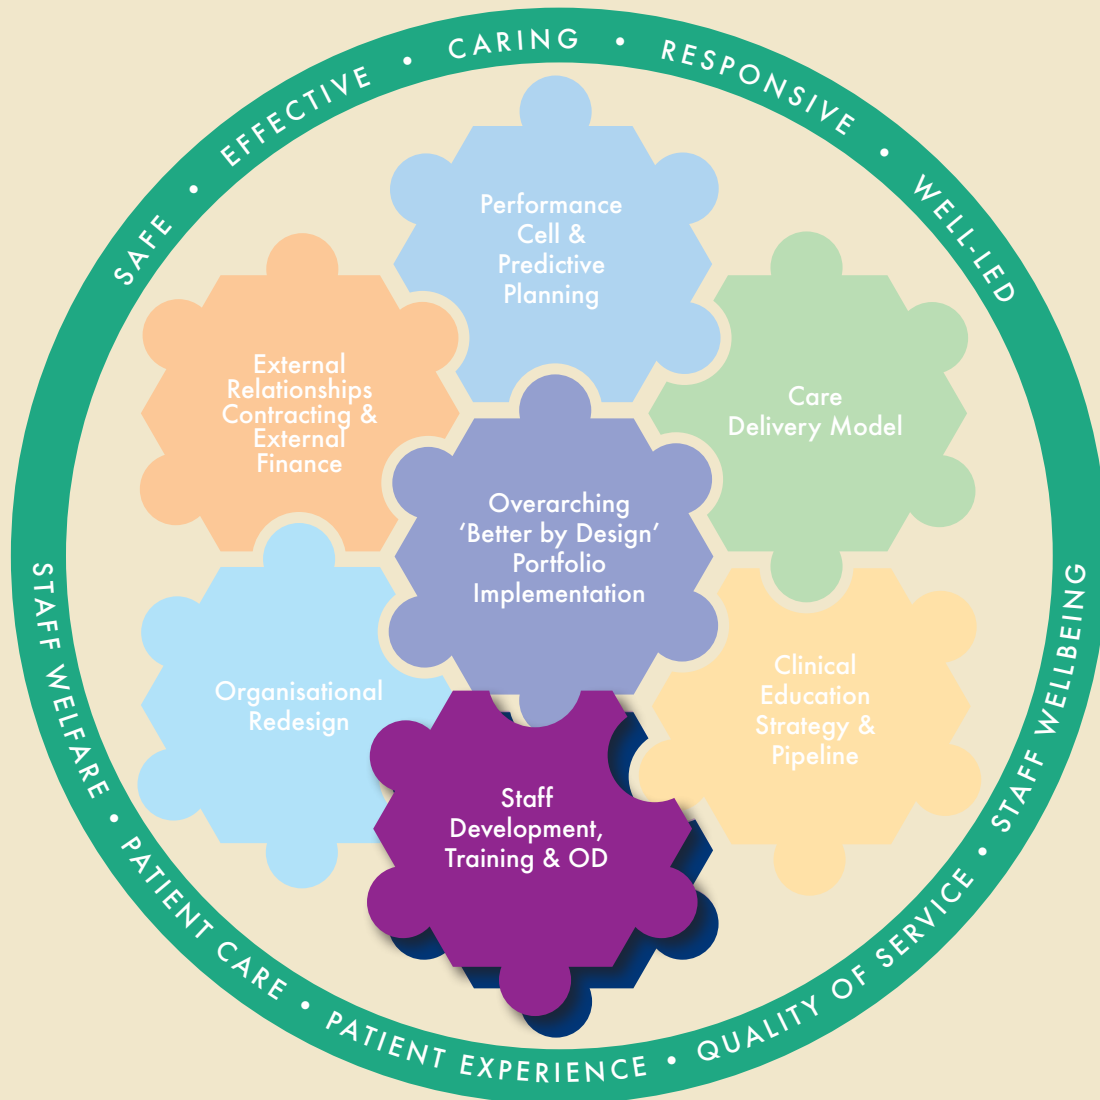 SAFE • EFFECTIVE • CARING • RESPONSIVE • WELL-LED
Performance
Cell &
Predictive
Planning
External
Relationships
Contracting &
External
Finance
Care
Delivery Model
Overarching
‘Better by Design’
Portfolio
Implementation
Organisational
Redesign
Clinical
Education
Strategy &
Pipeline
Staff
Development,
Training & OD
STAFF WELFARE • PATIENT CARE • PATIENT EXPERIENCE • QUALITY OF SERVICE • STAFF WELLBEING